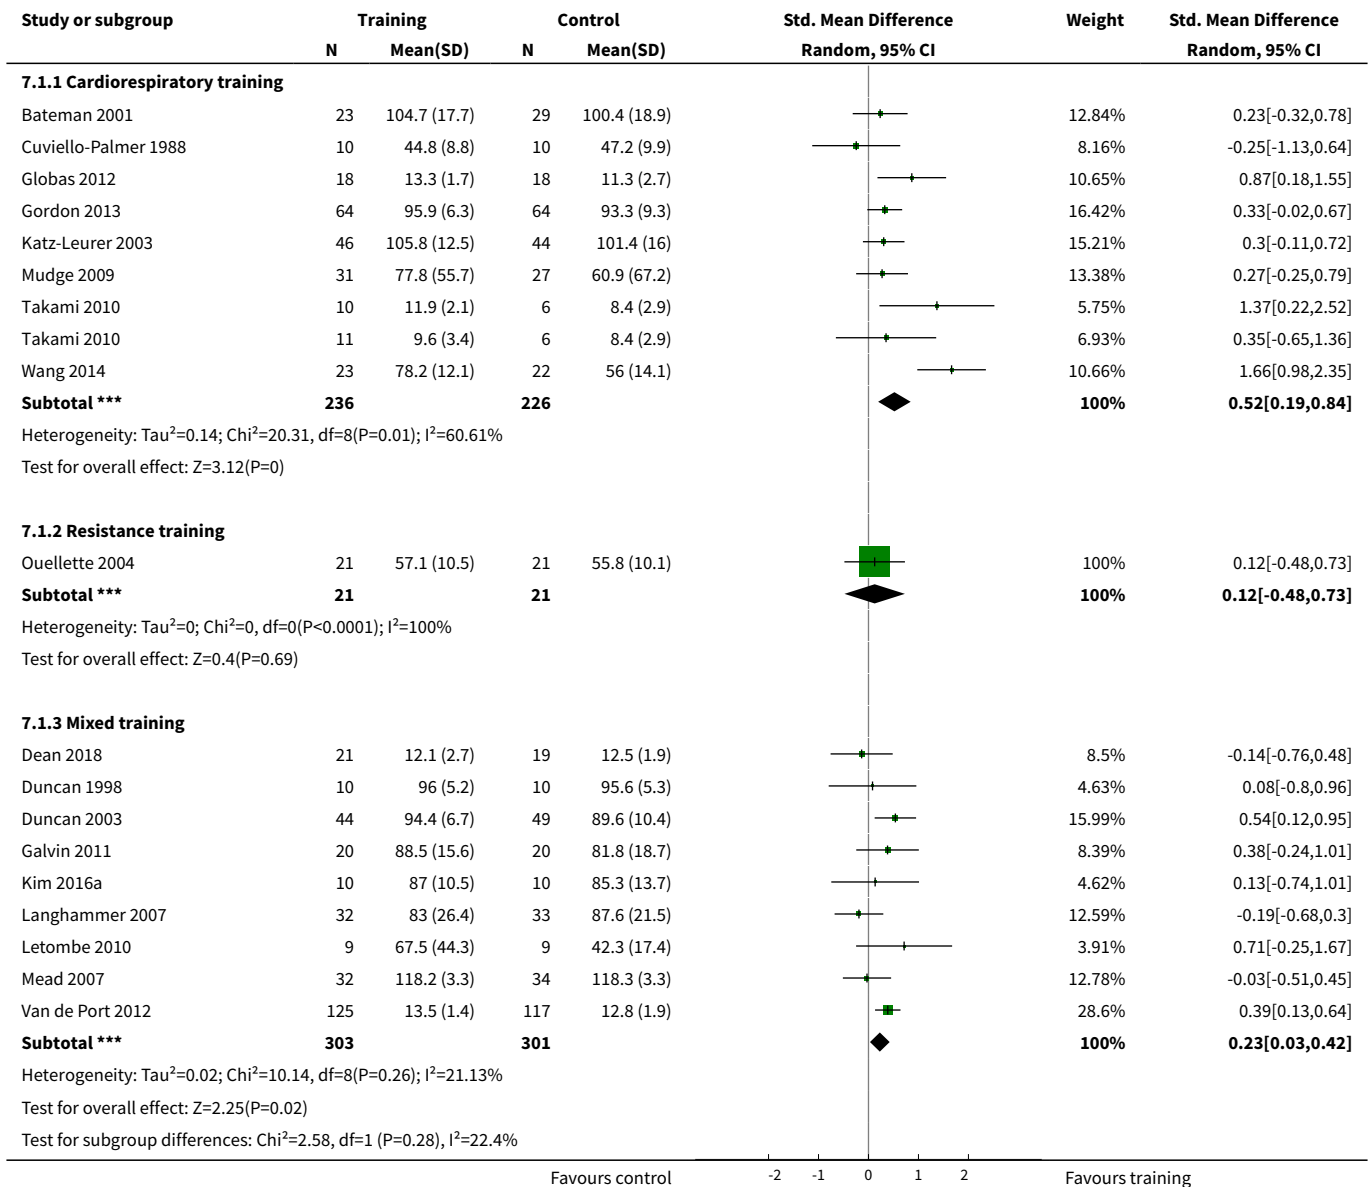 Study or subgroup Training Control Std. Mean Difference Weight Std. Mean Difference
N Mean(SD) N Mean(SD) Random, 95% CI Random, 95% CI
7.1.1 Cardiorespiratory training
Bateman 2001 23 104.7 (17.7) 29 100.4 (18.9) 12.84% 0.23[-0.32,0.78]
Cuviello-Palmer 1988 10 44.8 (8.8) 10 47.2 (9.9) 8.16% -0.25[-1.13,0.64]
Globas 2012 18 13.3 (1.7) 18 11.3 (2.7) 10.65% 0.87[0.18,1.55]
Gordon 2013 64 95.9 (6.3) 64 93.3 (9.3) 16.42% 0.33[-0.02,0.67]
Katz-Leurer 2003 46 105.8 (12.5) 44 101.4 (16) 15.21% 0.3[-0.11,0.72]
Mudge 2009 31 77.8 (55.7) 27 60.9 (67.2) 13.38% 0.27[-0.25,0.79]
Takami 2010 10 11.9 (2.1) 6 8.4 (2.9) 5.75% 1.37[0.22,2.52]
Takami 2010 11 9.6 (3.4) 6 8.4 (2.9) 6.93% 0.35[-0.65,1.36]
Wang 2014 23 78.2 (12.1) 22 56 (14.1) 10.66% 1.66[0.98,2.35]
Subtotal *** 236 226 100% 0.52[0.19,0.84]
Heterogeneity: Tau²=0.14; Chi²=20.31, df=8(P=0.01); I²=60.61%
Test for overall effect: Z=3.12(P=0)
7.1.2 Resistance training
Ouellette 2004 21 57.1 (10.5) 21 55.8 (10.1) 100% 0.12[-0.48,0.73]
Subtotal *** 21 21 100% 0.12[-0.48,0.73]
Heterogeneity: Tau²=0; Chi²=0, df=0(P<0.0001); I²=100%
Test for overall effect: Z=0.4(P=0.69)
7.1.3 Mixed training
Dean 2018 21 12.1 (2.7) 19 12.5 (1.9) 8.5% -0.14[-0.76,0.48]
Duncan 1998 10 96 (5.2) 10 95.6 (5.3) 4.63% 0.08[-0.8,0.96]
Duncan 2003 44 94.4 (6.7) 49 89.6 (10.4) 15.99% 0.54[0.12,0.95]
Galvin 2011 20 88.5 (15.6) 20 81.8 (18.7) 8.39% 0.38[-0.24,1.01]
Kim 2016a 10 87 (10.5) 10 85.3 (13.7) 4.62% 0.13[-0.74,1.01]
Langhammer 2007 32 83 (26.4) 33 87.6 (21.5) 12.59% -0.19[-0.68,0.3]
Letombe 2010 9 67.5 (44.3) 9 42.3 (17.4) 3.91% 0.71[-0.25,1.67]
Mead 2007 32 118.2 (3.3) 34 118.3 (3.3) 12.78% -0.03[-0.51,0.45]
Van de Port 2012 125 13.5 (1.4) 117 12.8 (1.9) 28.6% 0.39[0.13,0.64]
Subtotal *** 303 301 100% 0.23[0.03,0.42]
Heterogeneity: Tau²=0.02; Chi²=10.14, df=8(P=0.26); I²=21.13%
Test for overall effect: Z=2.25(P=0.02)
Test for subgroup differences: Chi²=2.58, df=1 (P=0.28), I²=22.4%
Favours control -2 -1 0 1 2 Favours training